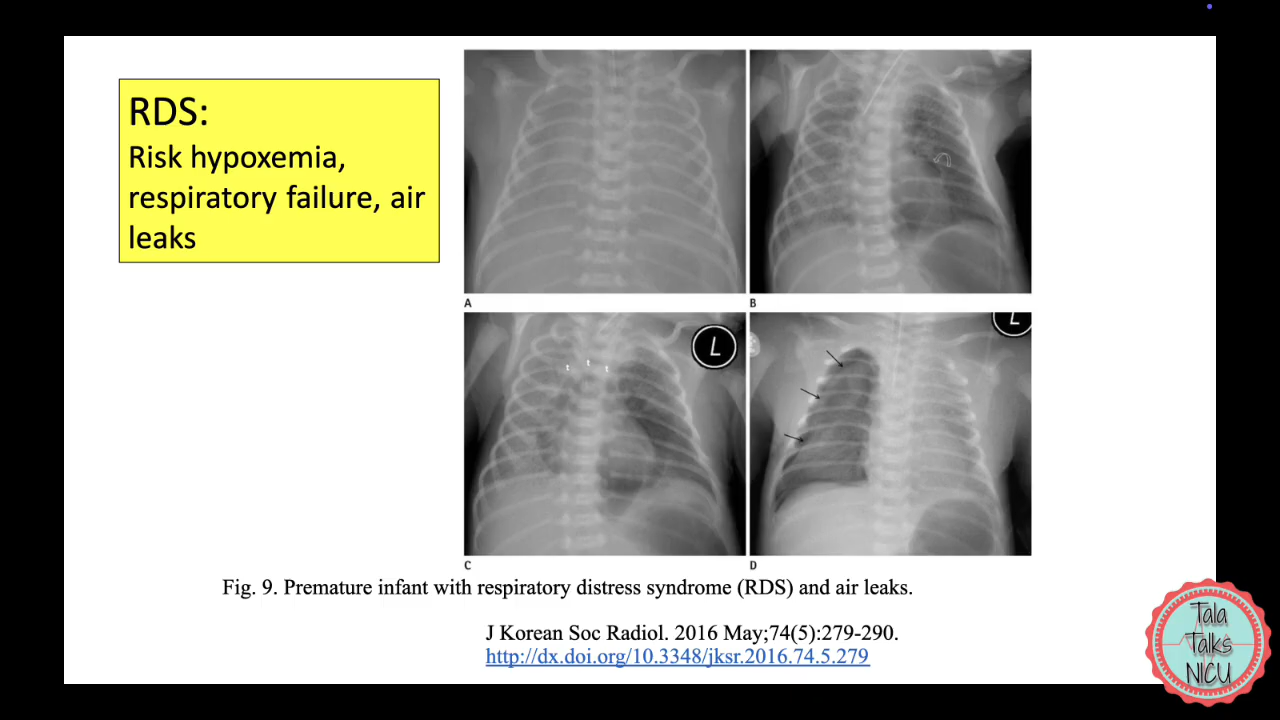 RDS:
Risk hypoxemia,
respiratory failure, air
leaks
A
B
L
t
t
t
L
C
D
Fig. 9. Premature infant with respiratory distress syndrome (RDS) and air leaks.
J Korean Soc Radiol. 2016 May;74(5):279-290.
http://dx.doi.org/10.3348/jksr.2016.74.5.279
Tala
Talks
NICU